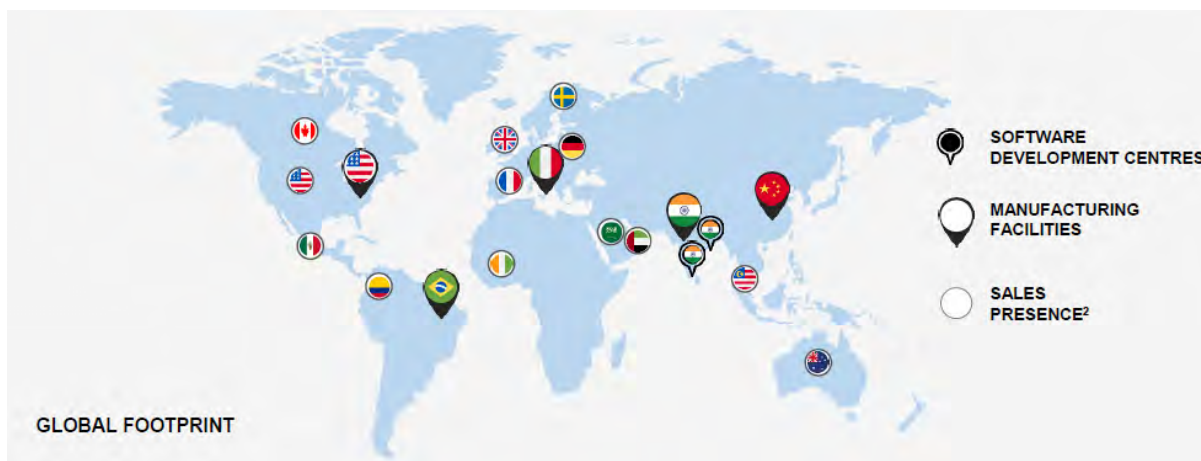 SOFTWARE
DEVELOPMENT CENTRES
MANUFACTURING
FACILITIES
SALES
PRESENCE²
GLOBAL FOOTPRINT